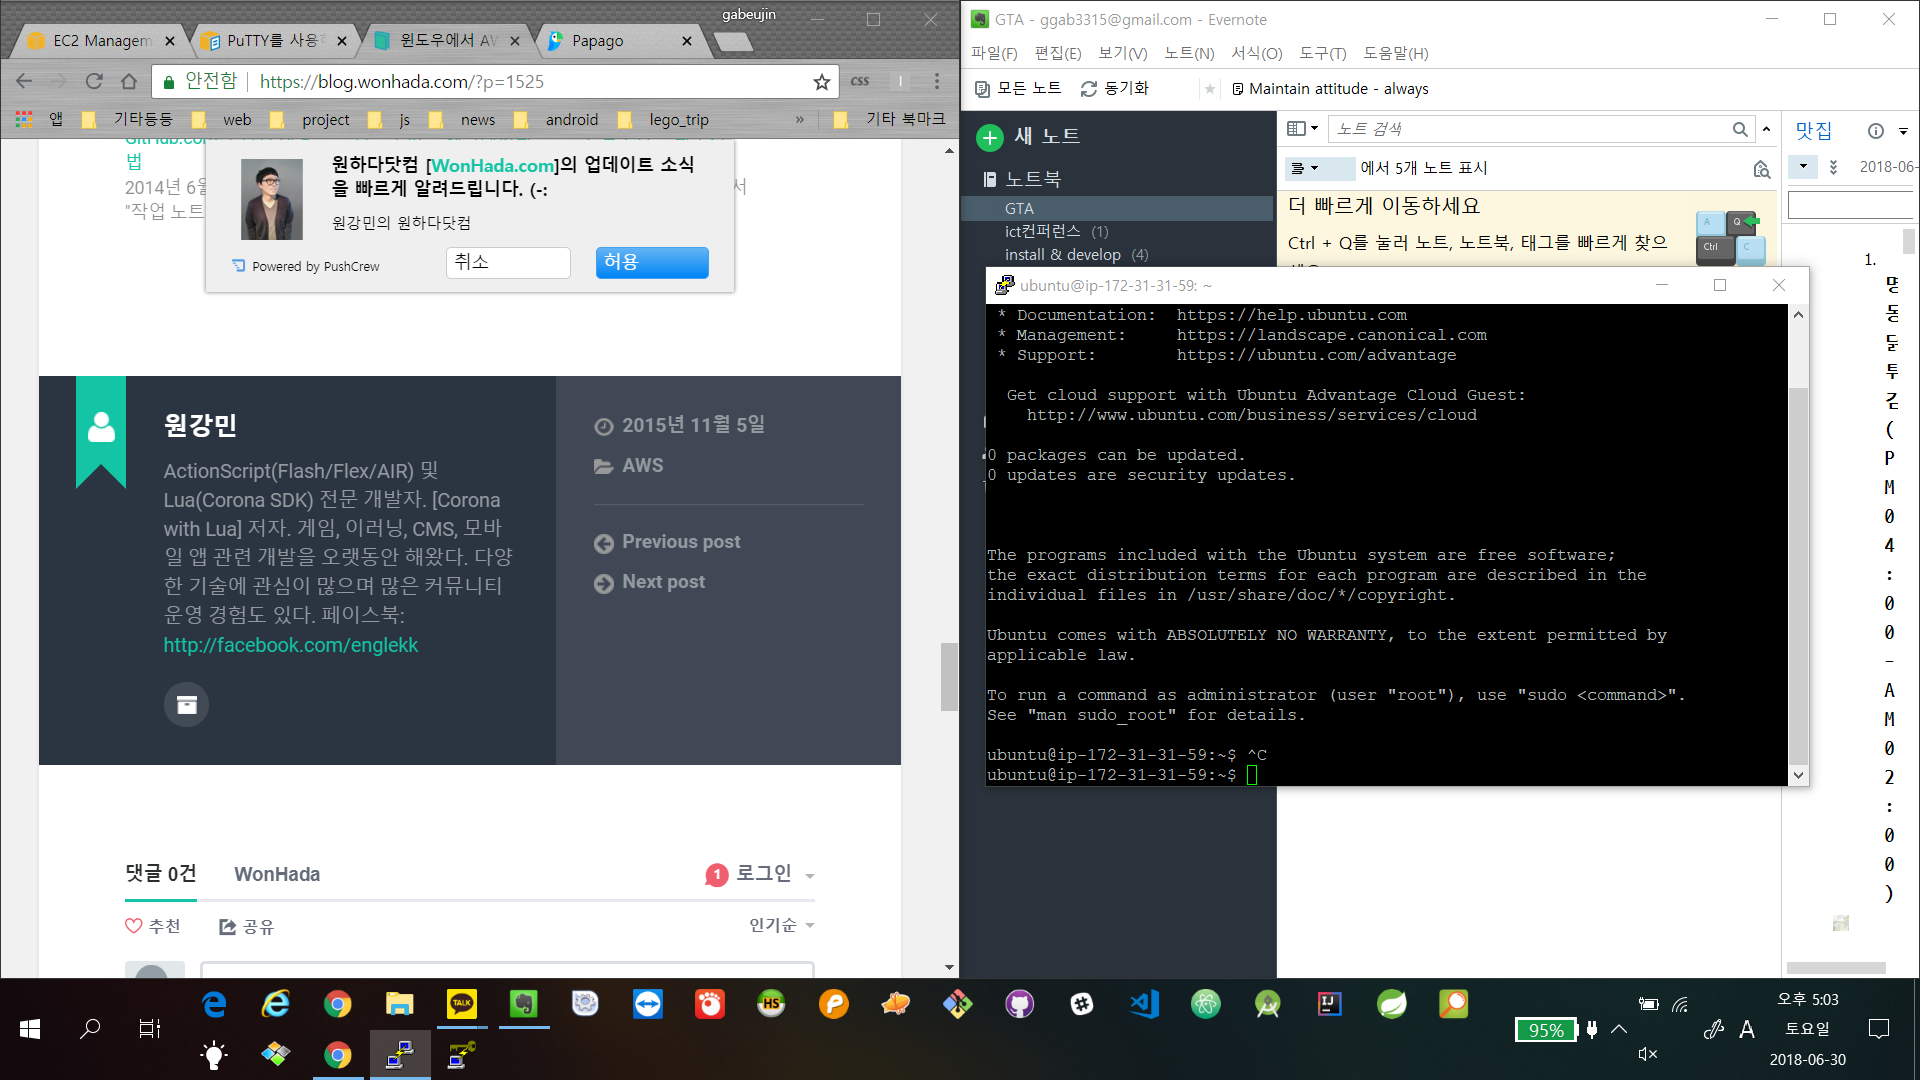 gabeujin
EC2 Managem
PuTTY를 사용
윈도우에서 AV
Papago
안전함
https://blog.wonhada.com/?p=1525
css
앱
기타등등
web
project
js
news
android
lego_trip
»
기타 북마크
GitHub.co
법
2014년 6월
서
"작업 노트
원하다닷컴 [WonHada.com]의 업데이트 소식
을 빠르게 알려드립니다. (-:
원강민의 원하다닷컴
Powered by PushCrew
취소
허용
원강민
ActionScript(Flash/Flex/AIR) 및
Lua(Corona SDK) 전문 개발자. [Corona
with Lua] 저자. 게임, 이러닝, CMS, 모바
일 앱 관련 개발을 오랫동안 해왔다. 다양
한 기술에 관심이 많으며 많은 커뮤니티
운영 경험도 있다. 페이스북:
http://facebook.com/englekk
2015년 11월 5일
AWS
Previous post
Next post
댓글 0건
WonHada
1
로그인
추천
공유
인기순
GTA - ggab3315@gmail.com - Evernote
파일(F)
편집(E)
보기(V)
노트(N)
서식(O)
도구(T)
도움말(H)
모든 노트
동기화
Maintain attitude - always
새 노트
노트북
GTA
ict컨퍼런스 (1)
install & develop (4)
노트 검색
를
에서 5개 노트 표시
더 빠르게 이동하세요
Ctrl + Q를 눌러 노트, 노트북, 태그를 빠르게 찾으
A
Q
Ctrl
C
맛집
2018-06-
1.
명
동
닭
투
김
(
P
M
0
4
:
0
0
-
A
M
0
2
:
0
0
)
ubuntu@ip-172-31-31-59: ~
* Documentation:  https://help.ubuntu.com
* Management:     https://landscape.canonical.com
* Support:        https://ubuntu.com/advantage
Get cloud support with Ubuntu Advantage Cloud Guest:
http://www.ubuntu.com/business/services/cloud
0 packages can be updated.
0 updates are security updates.
The programs included with the Ubuntu system are free software;
the exact distribution terms for each program are described in the
individual files in /usr/share/doc/*/copyright.
Ubuntu comes with ABSOLUTELY NO WARRANTY, to the extent permitted by
applicable law.
To run a command as administrator (user "root"), use "sudo <command>".
See "man sudo_root" for details.
ubuntu@ip-172-31-31-59:~$ ^C
ubuntu@ip-172-31-31-59:~$
TALK
HS
95%
A
오후 5:03
토요일
2018-06-30